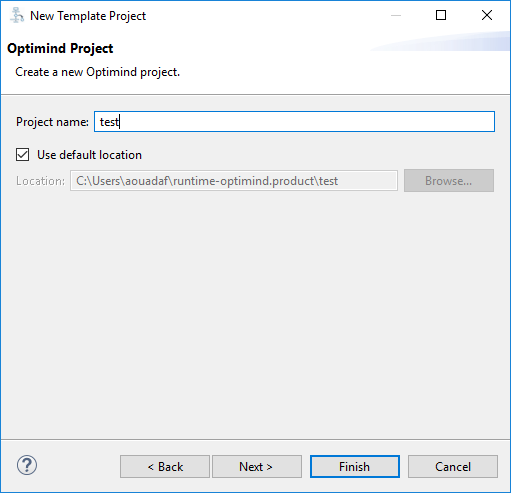 New Template Project
Optimind Project
Create a new Optimind project.
Project name: test
Use default location
Location: C:\Users\aouadaf\runtime-optimind.product\test Browse...
? < Back Next > Finish Cancel